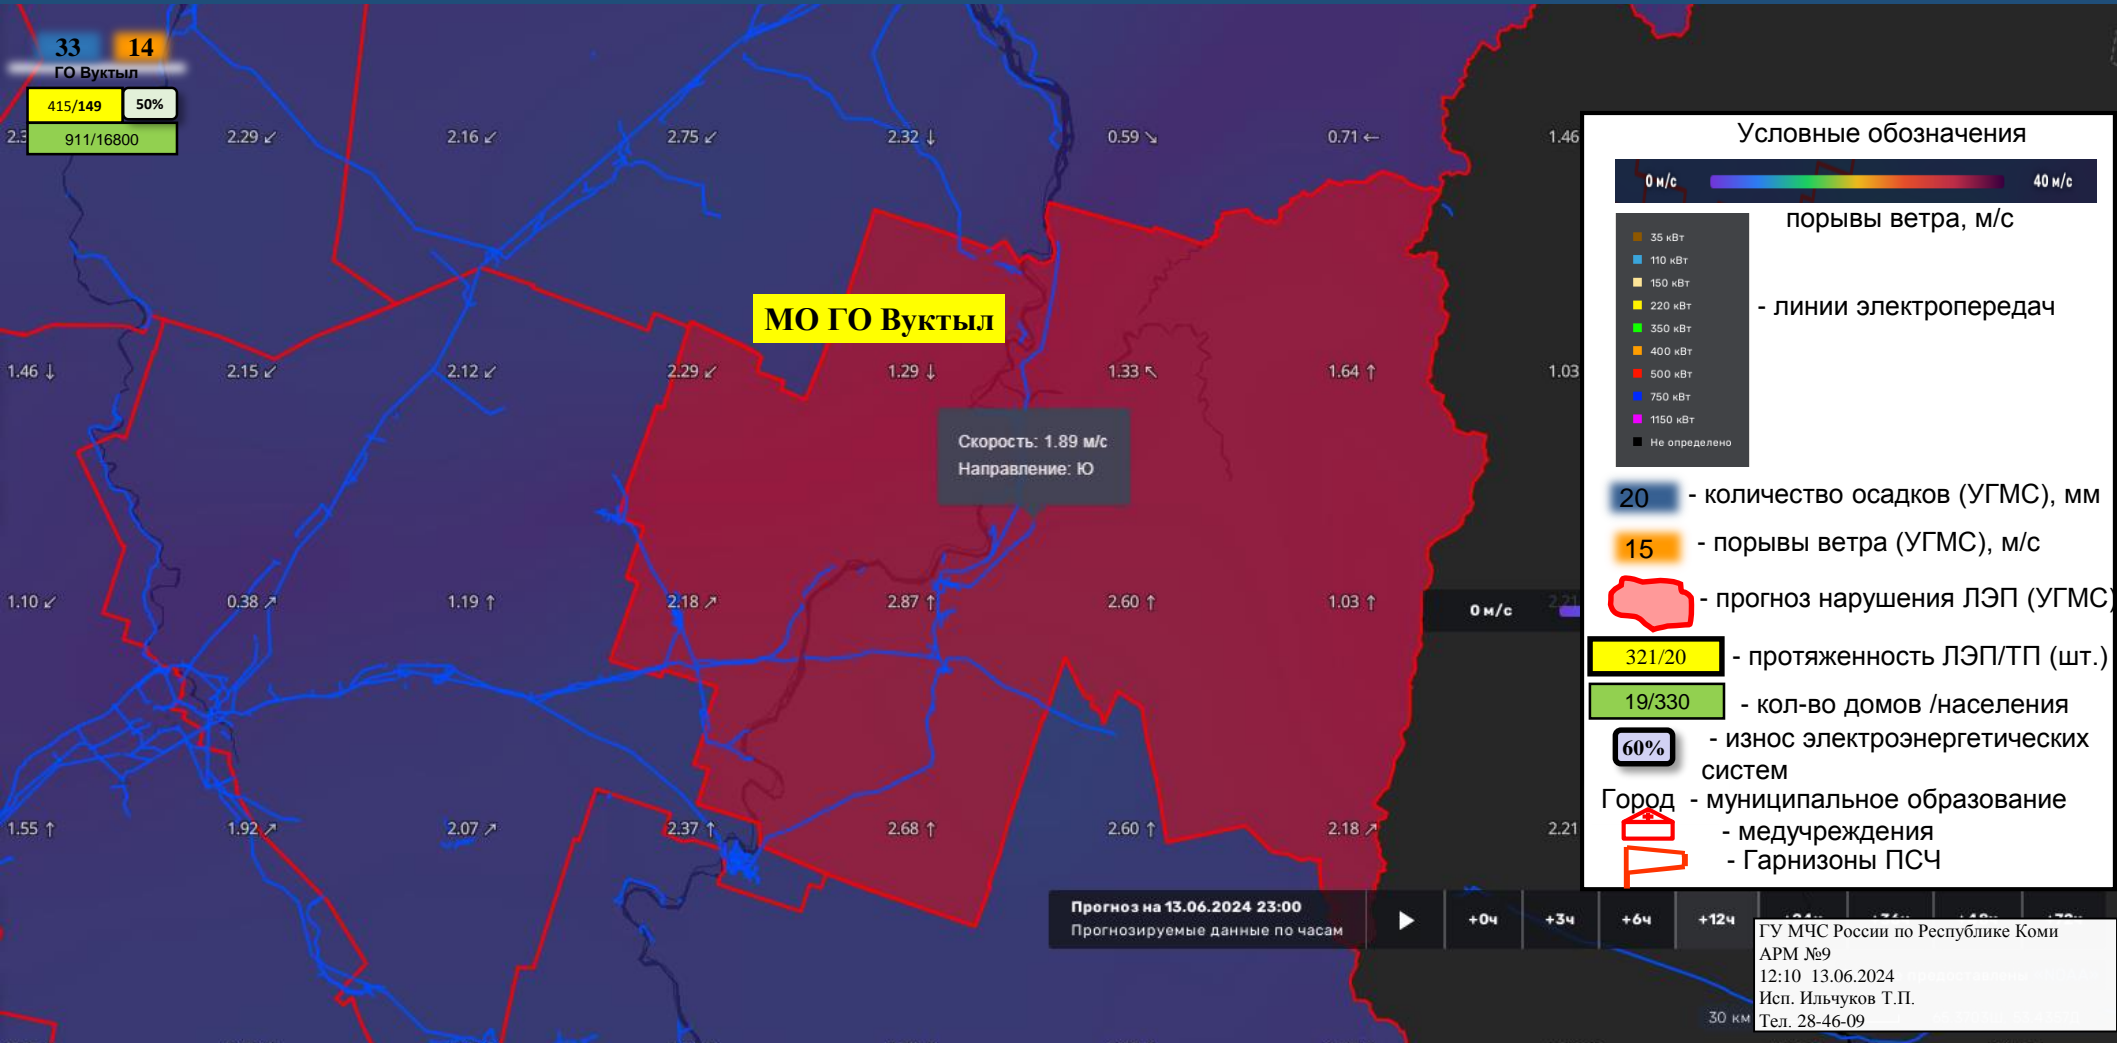 33 14
ГО Вуктыл
415/149 50%
911/16800
2.29 ↙ 2.16 ↙ 2.75 ↙ 2.32 ↓ 0.59 ↘ 0.71 ← 1.46
МО ГО Вуктыл
1.46 ↓ 2.15 ↙ 2.12 ↙ 2.29 ↙ 1.29 ↓ 1.33 ↖ 1.64 ↑ 1.03
Скорость: 1.89 м/с
Направление: Ю
1.10 ↙ 0.38 ↗ 1.19 ↑ 2.18 ↗ 2.87 ↑ 2.60 ↑ 1.03 ↑ 2.21
0 м/с
1.55 ↑ 1.92 ↗ 2.07 ↗ 2.37 ↑ 2.68 ↑ 2.60 ↑ 2.18 ↗ 2.21
Условные обозначения
0 м/с 40 м/с
порывы ветра, м/с
35 кВт
110 кВт
150 кВт
220 кВт
350 кВт
400 кВт
500 кВт
750 кВт
1150 кВт
Не определено
- линии электропередач
20 - количество осадков (УГМС), мм
15 - порывы ветра (УГМС), м/с
- прогноз нарушения ЛЭП (УГМС)
321/20 - протяженность ЛЭП/ТП (шт.)
19/330 - кол-во домов /населения
60% - износ электроэнергетических
систем
Город - муниципальное образование
- медучреждения
- Гарнизоны ПСЧ
Прогноз на 13.06.2024 23:00
Прогнозируемые данные по часам
+0ч +3ч +6ч +12ч
ГУ МЧС России по Республике Коми
АРМ №9
12:10 13.06.2024
Исп. Ильчуков Т.П.
Тел. 28-46-09
30 км